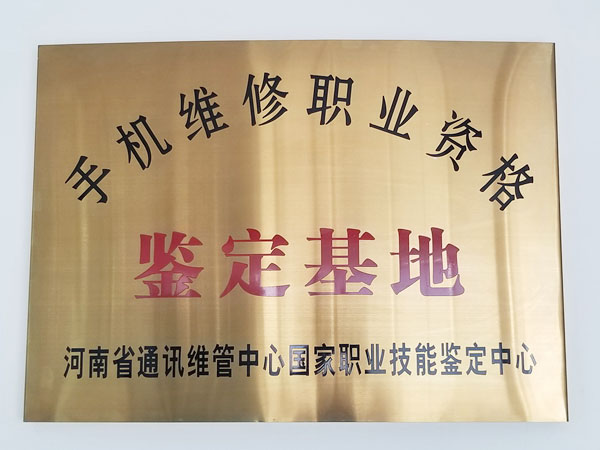 手机维修职业资格
鉴定基地
河南省通讯维管中心国家职业技能鉴定中心